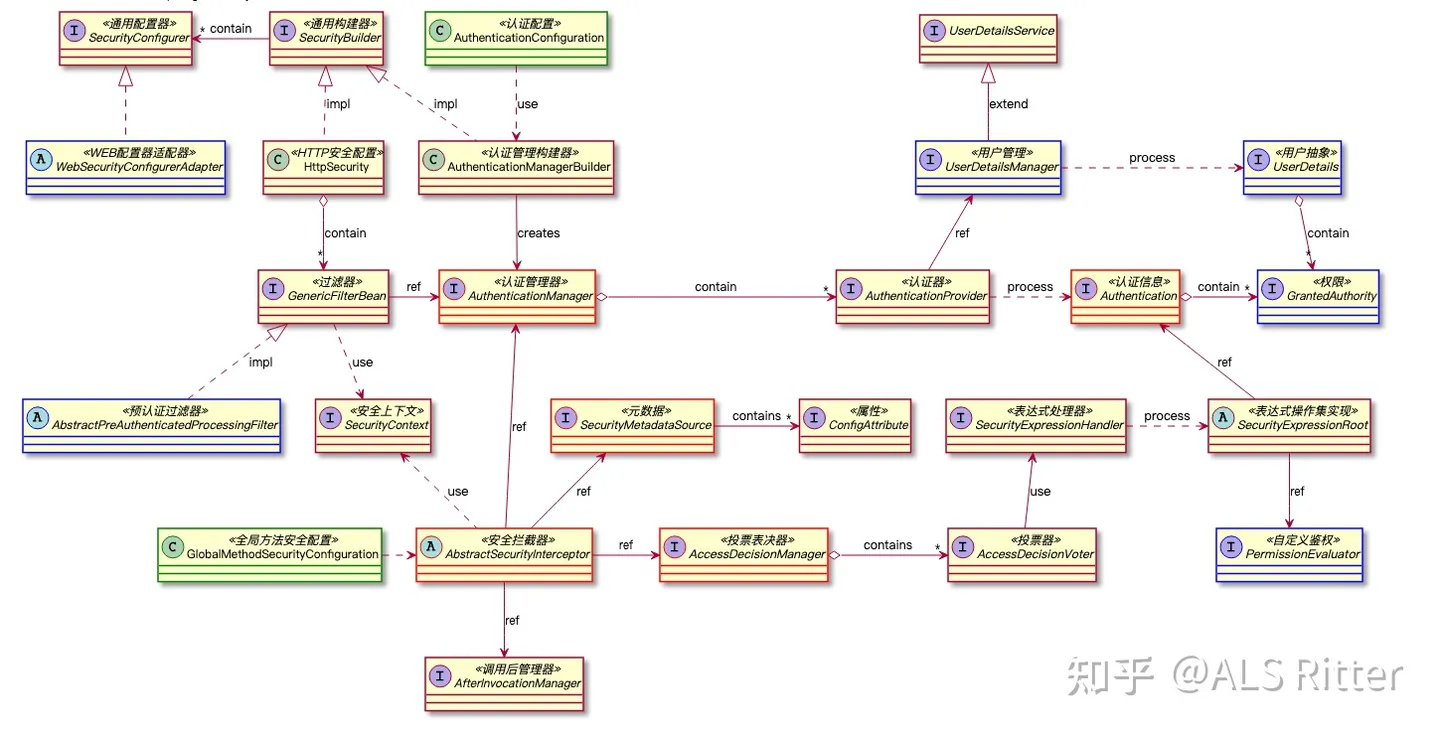 «通用配置器»
I SecurityConfigurer
* contain
«通用构建器»
I SecurityBuilder
«认证配置»
C AuthenticationConfiguration
I UserDetailsService
impl
impl
use
extend
«WEB配置器适配器»
A WebSecurityConfigurerAdapter
«HTTP安全配置»
C HttpSecurity
«认证管理构建器»
C AuthenticationManagerBuilder
«用户管理»
I UserDetailsManager
process
«用户抽象»
I UserDetails
contain
*
creates
ref
contain
*
«过滤器»
I GenericFilterBean
ref
«认证管理器»
I AuthenticationManager
contain
*
«认证器»
I AuthenticationProvider
process
«认证信息»
I Authentication
contain *
«权限»
I GrantedAuthority
impl
use
ref
ref
«预认证过滤器»
A AbstractPreAuthenticatedProcessingFilter
«安全上下文»
I SecurityContext
«元数据»
I SecurityMetadataSource
contains *
«属性»
I ConfigAttribute
«表达式处理器»
I SecurityExpressionHandler
process
«表达式操作集实现»
A SecurityExpressionRoot
use
ref
use
ref
«全局方法安全配置»
C GlobalMethodSecurityConfiguration
«安全拦截器»
A AbstractSecurityInterceptor
ref
«投票表决器»
I AccessDecisionManager
contains
*
«投票器»
I AccessDecisionVoter
«自定义鉴权»
I PermissionEvaluator
ref
«调用后管理器»
I AfterInvocationManager
知乎 @ALS Ritter